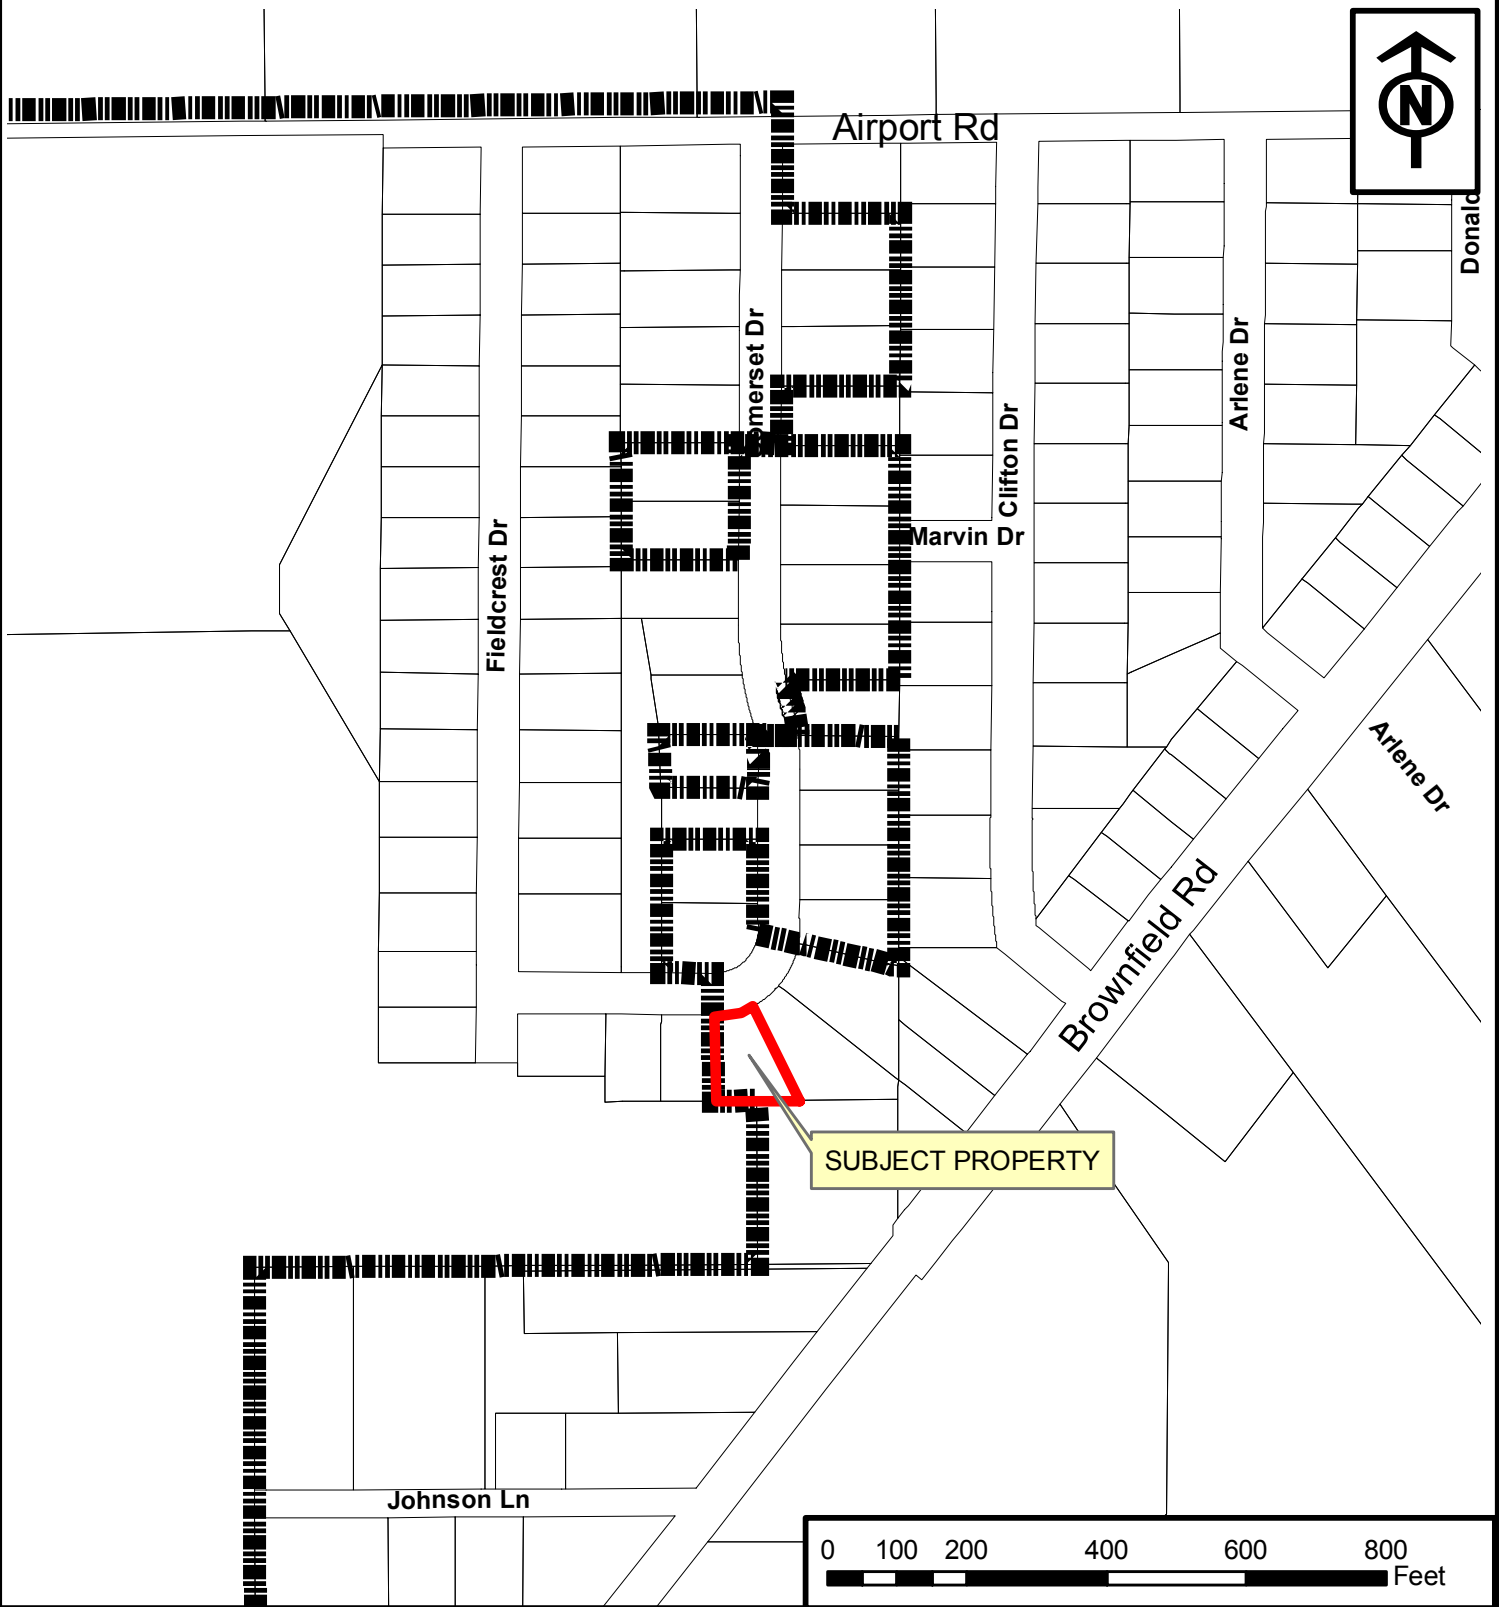 N
Airport Rd
Donald
Somerset Dr
Arlene Dr
Clifton Dr
Marvin Dr
Fieldcrest Dr
Arlene Dr
Brownfield Rd
SUBJECT PROPERTY
Johnson Ln
0 100 200 400 600 800
Feet